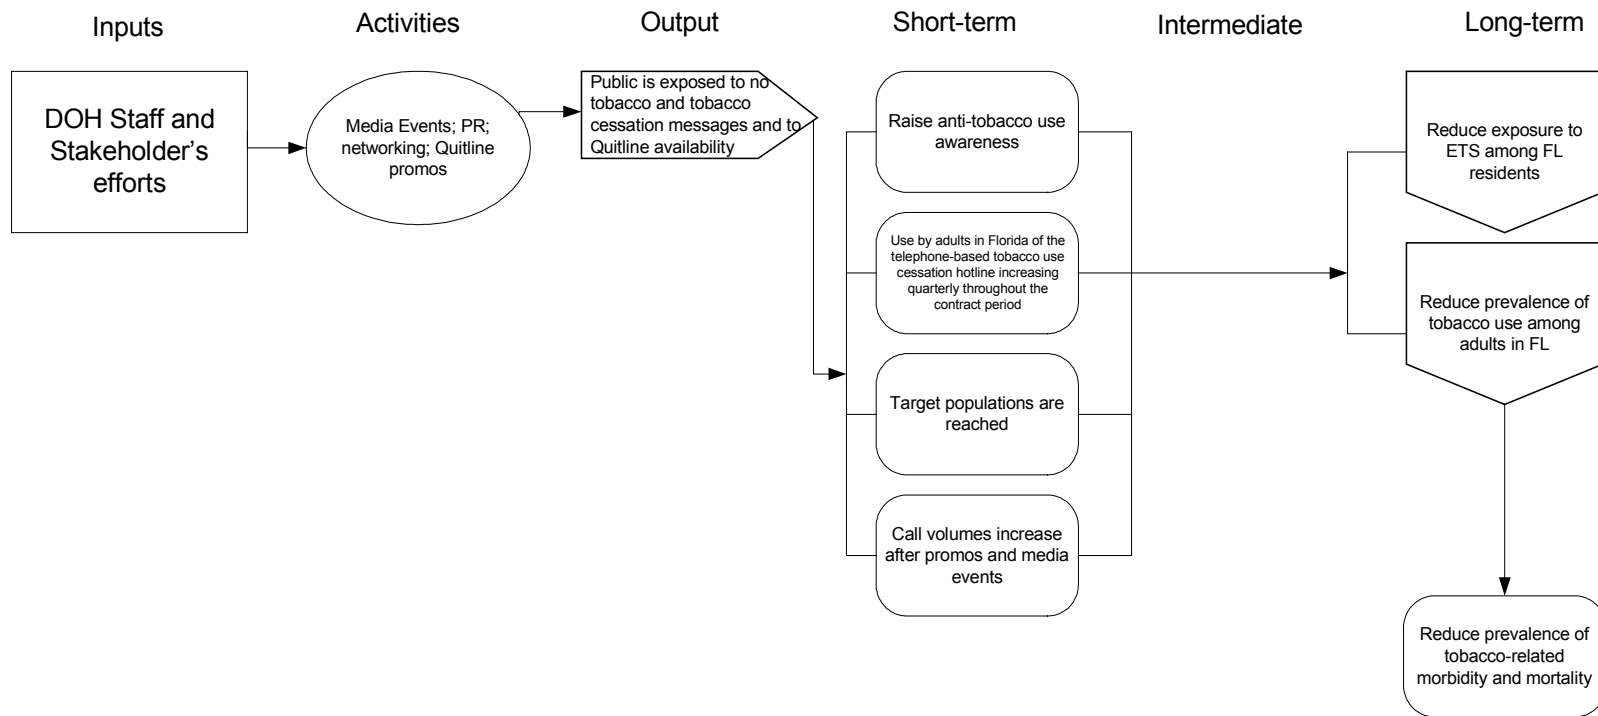 Inputs
Activities
Output
Short-term
Intermediate
Long-term
DOH Staff and
Stakeholder's
efforts
Media Events; PR;
networking; Quitline
promos
Public is exposed to no
tobacco and tobacco
cessation messages and to
Quitline availability
Raise anti-tobacco use
awareness
Use by adults in Florida of the
telephone-based tobacco use
cessation hotline increasing
quarterly throughout the
contract period
Target populations are
reached
Call volumes increase
after promos and media
events
Reduce exposure to
ETS among FL
residents
Reduce prevalence of
tobacco use among
adults in FL
Reduce prevalence of
tobacco-related
morbidity and mortality